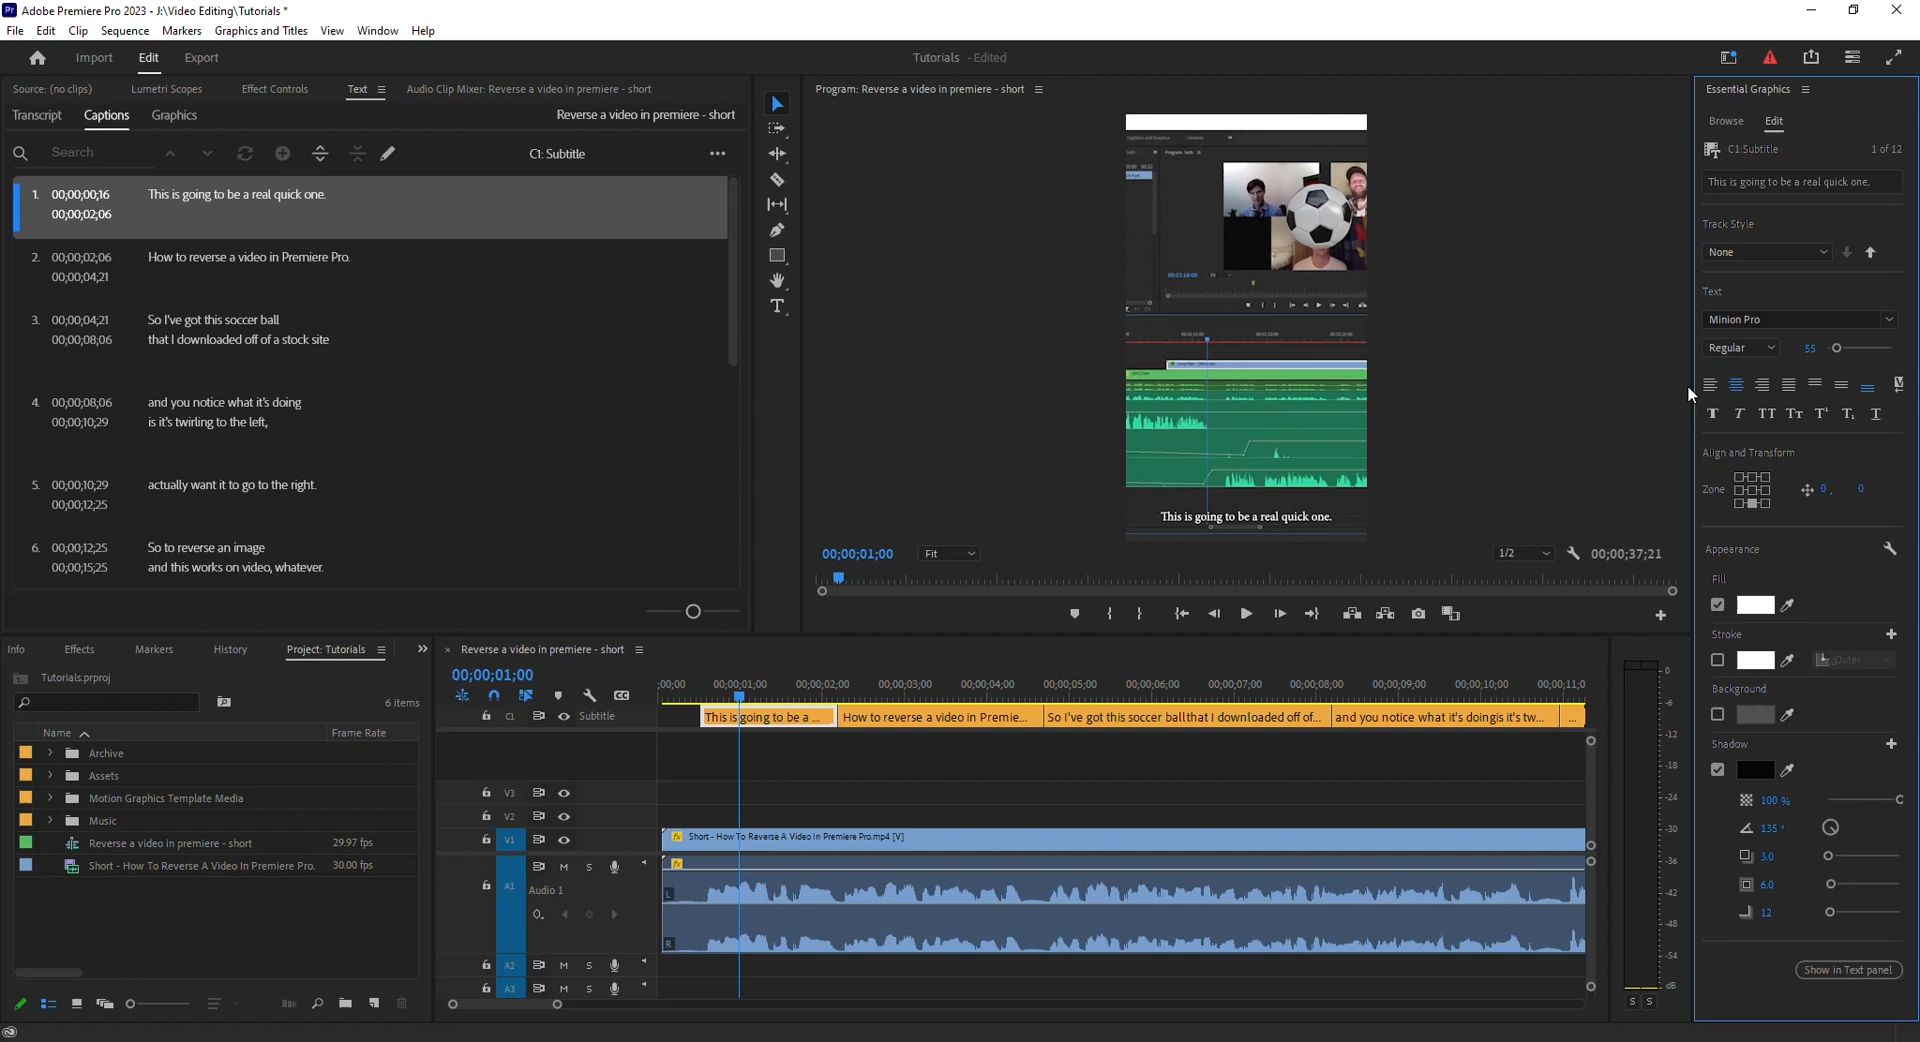 Adobe Premiere Pro 2023 - J:\Video Editing\Tutorials *
File Edit Clip Sequence Markers Graphics and Titles View Window Help
Import Edit Export
Tutorials - Edited
Source: (no clips) Lumetri Scopes Effect Controls Text Audio Clip Mixer: Reverse a video in premiere - short
Transcript Captions Graphics Reverse a video in premiere - short
Search C1: Subtitle
1. 00;00;00;16 This is going to be a real quick one.
00;00;02;06
2. 00;00;02;06 How to reverse a video in Premiere Pro.
00;00;04;21
3. 00;00;04;21 So I've got this soccer ball
00;00;08;06 that I downloaded off of a stock site
4. 00;00;08;06 and you notice what it's doing
00;00;10;29 is it's twirling to the left,
5. 00;00;10;29 actually want it to go to the right.
00;00;12;25
6. 00;00;12;25 So to reverse an image
00;00;15;25 and this works on video, whatever.
Program: Reverse a video in premiere - short
This is going to be a real quick one.
00;00;01;00 Fit 1/2 00;00;37;21
Essential Graphics
Browse Edit
C1:Subtitle 1 of 12
This is going to be a real quick one.
Track Style
None
Text
Minion Pro
Regular 55
Align and Transform
Zone 0 , 0
Appearance
Fill
Stroke
Outer
Background
Shadow
100 %
135 °
3.0
6.0
12
Show in Text panel
Info Effects Markers History Project: Tutorials
Tutorials.prproj
6 items
Name Frame Rate
Archive
Assets
Motion Graphics Template Media
Music
Reverse a video in premiere - short 29.97 fps
Short - How To Reverse A Video In Premiere Pro. 30.00 fps
Reverse a video in premiere - short
00;00;01;00
;00;00 00;00;01;00 00;00;02;00 00;00;03;00 00;00;04;00 00;00;05;00 00;00;06;00 00;00;07;00 00;00;08;00 00;00;09;00 00;00;10;00 00;00;11;0
C1 Subtitle This is going to be a ... How to reverse a video in Premie... So I've got this soccer ballthat I downloaded off of... and you notice what it's doingis it's tw... ...
V3
V2
V1 fx Short - How To Reverse A Video In Premiere Pro.mp4 [V]
M S fx
A1 Audio 1
L
R
A2 M S
A3 M S
0
-6
-12
-18
-24
-30
-36
-42
-48
-54
dB
S S